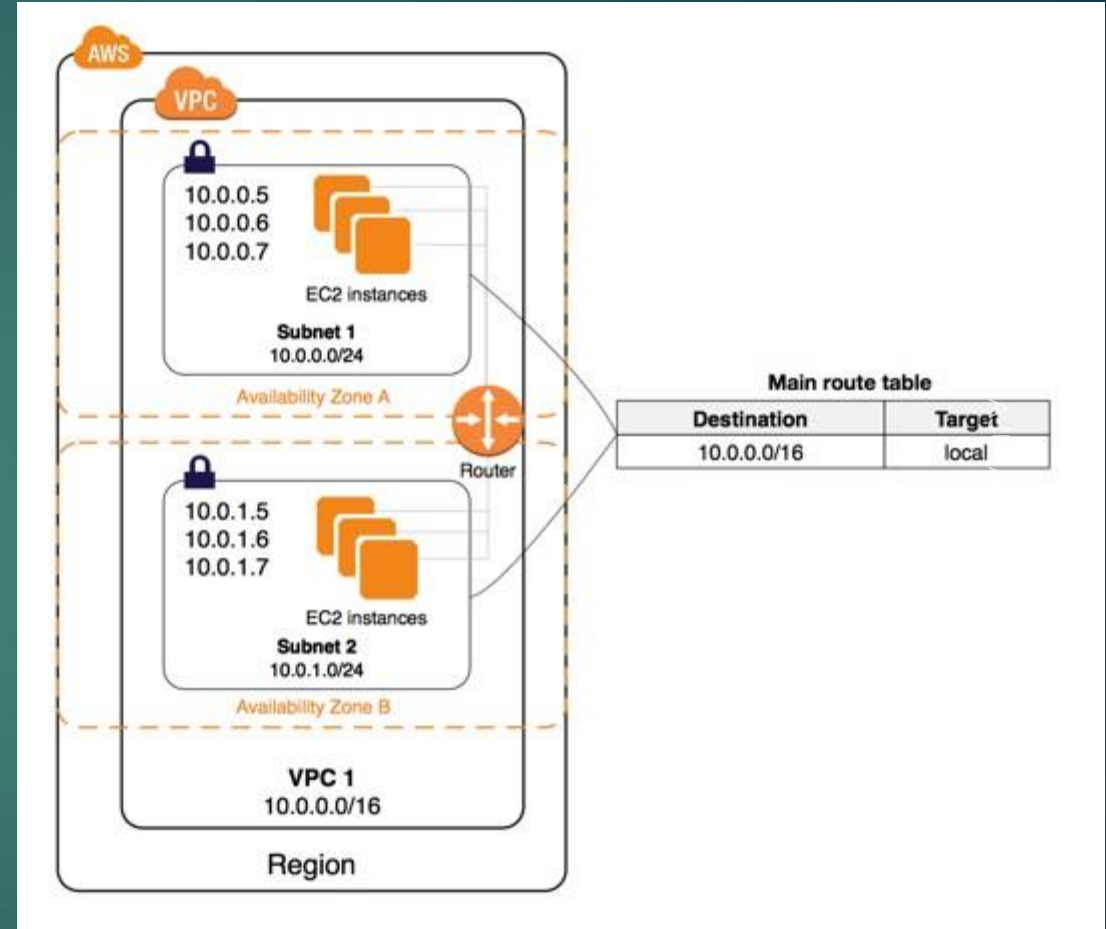 AWS
VPC
10.0.0.5
10.0.0.6
10.0.0.7
EC2 instances
Subnet 1
10.0.0.0/24
Availability Zone A
Router
10.0.1.5
10.0.1.6
10.0.1.7
EC2 instances
Subnet 2
10.0.1.0/24
Availability Zone B
VPC 1
10.0.0.0/16
Region
Main route table
Destination Target
10.0.0.0/16 local